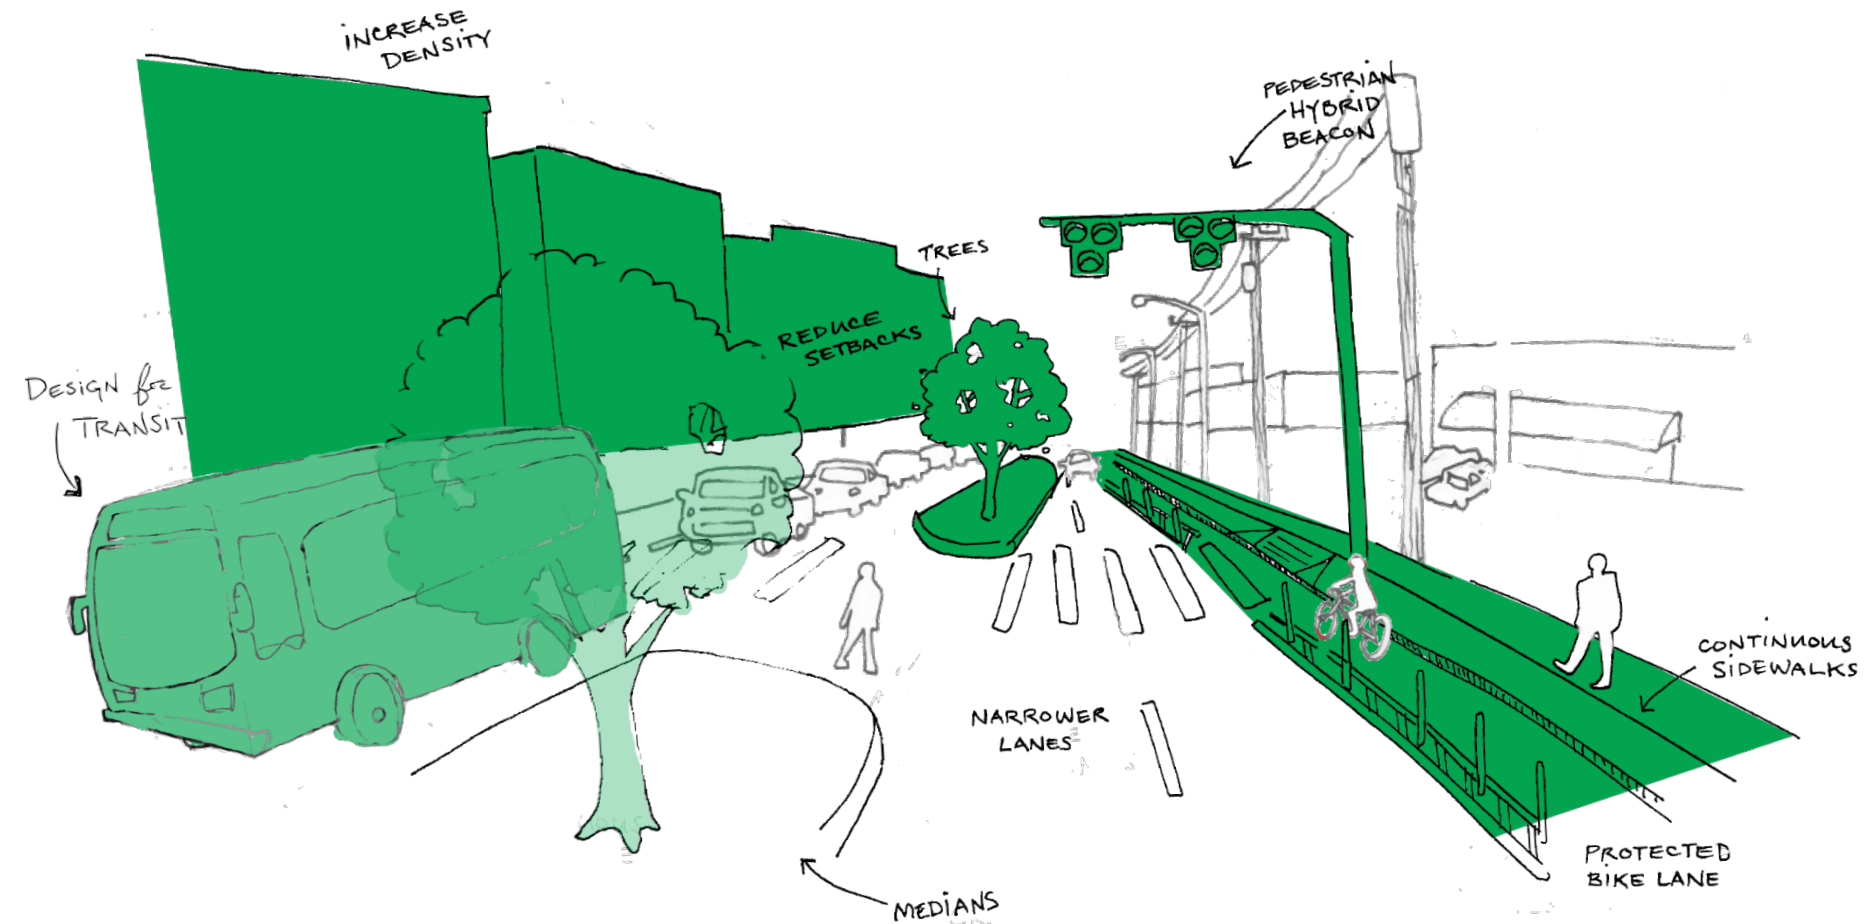 iNCREASE
DENSITY
PEDESTRiAN
HYBRID
BEACON
TREES
REDUCE
SETBACKS
DESiGN for
TRANSIT
CONTiNUOUS
SiDEWALKS
NARROWER
LANES
PROTECTED
BIKE LANE
MEDiANS